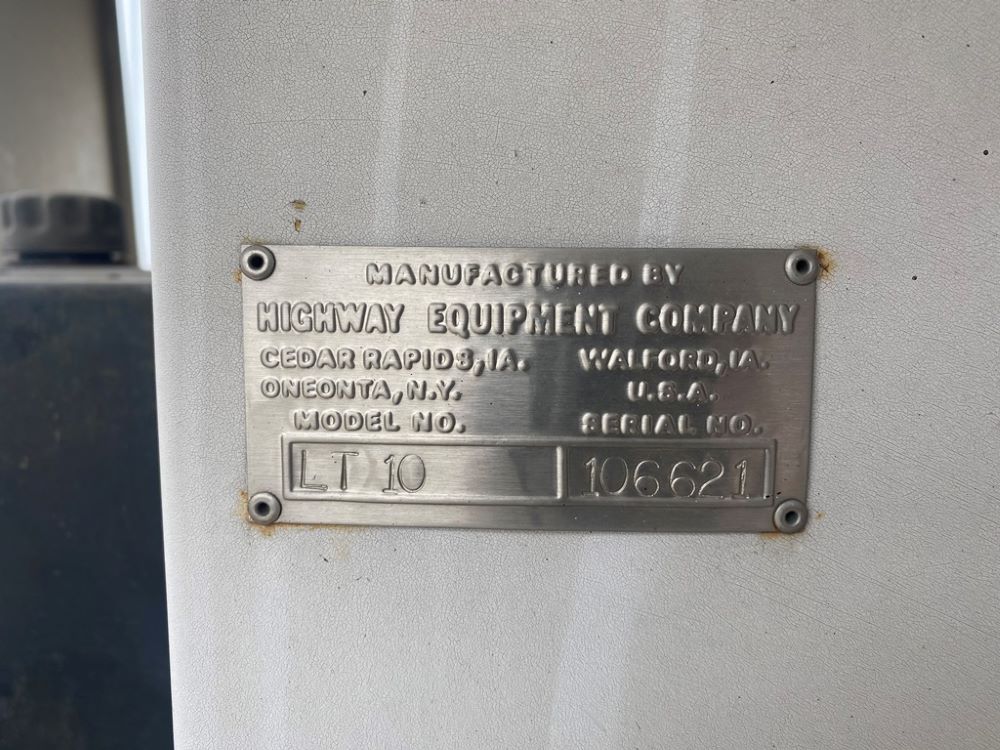 MANUFACTURED BY
HIGHWAY EQUIPMENT COMPANY
CEDAR RAPIDS, IA. WALFORD, IA.
ONEONTA, N.Y. U.S.A.
MODEL NO. SERIAL NO.
LT 10 106621